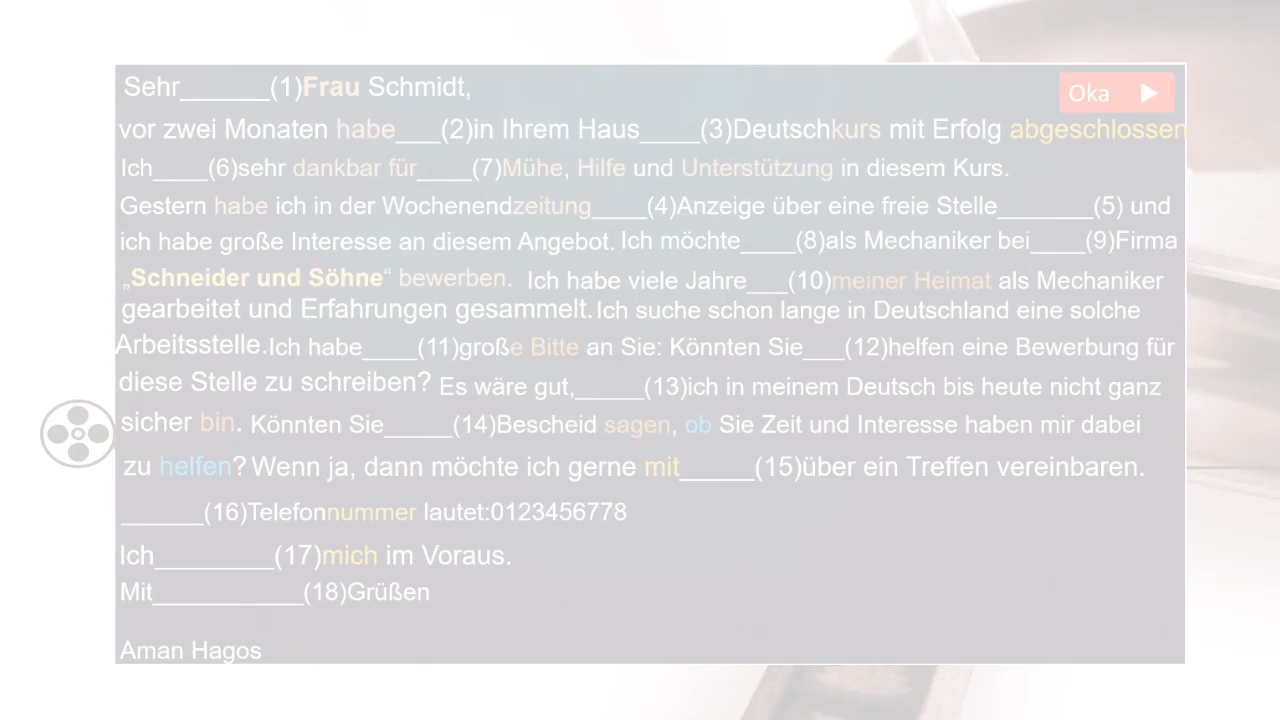 Sehr______(1)Frau Schmidt,
Oka
vor zwei Monaten habe___(2)in Ihrem Haus____(3)Deutschkurs mit Erfolg abgeschlossen
Ich____(6)sehr dankbar für____(7)Mühe, Hilfe und Unterstützung in diesem Kurs.
Gestern habe ich in der Wochenendzeitung____(4)Anzeige über eine freie Stelle_______(5) und
ich habe große Interesse an diesem Angebot. Ich möchte____(8)als Mechaniker bei____(9)Firma
„Schneider und Söhne“ bewerben. Ich habe viele Jahre___(10)meiner Heimat als Mechaniker
gearbeitet und Erfahrungen gesammelt. Ich suche schon lange in Deutschland eine solche
Arbeitsstelle. Ich habe____(11)große Bitte an Sie: Könnten Sie___(12)helfen eine Bewerbung für
diese Stelle zu schreiben? Es wäre gut,_____(13)ich in meinem Deutsch bis heute nicht ganz
sicher bin. Könnten Sie_____(14)Bescheid sagen, ob Sie Zeit und Interesse haben mir dabei
zu helfen? Wenn ja, dann möchte ich gerne mit_____(15)über ein Treffen vereinbaren.
______(16)Telefonnummer lautet:0123456778
Ich________(17)mich im Voraus.
Mit___________(18)Grüßen
Aman Hagos